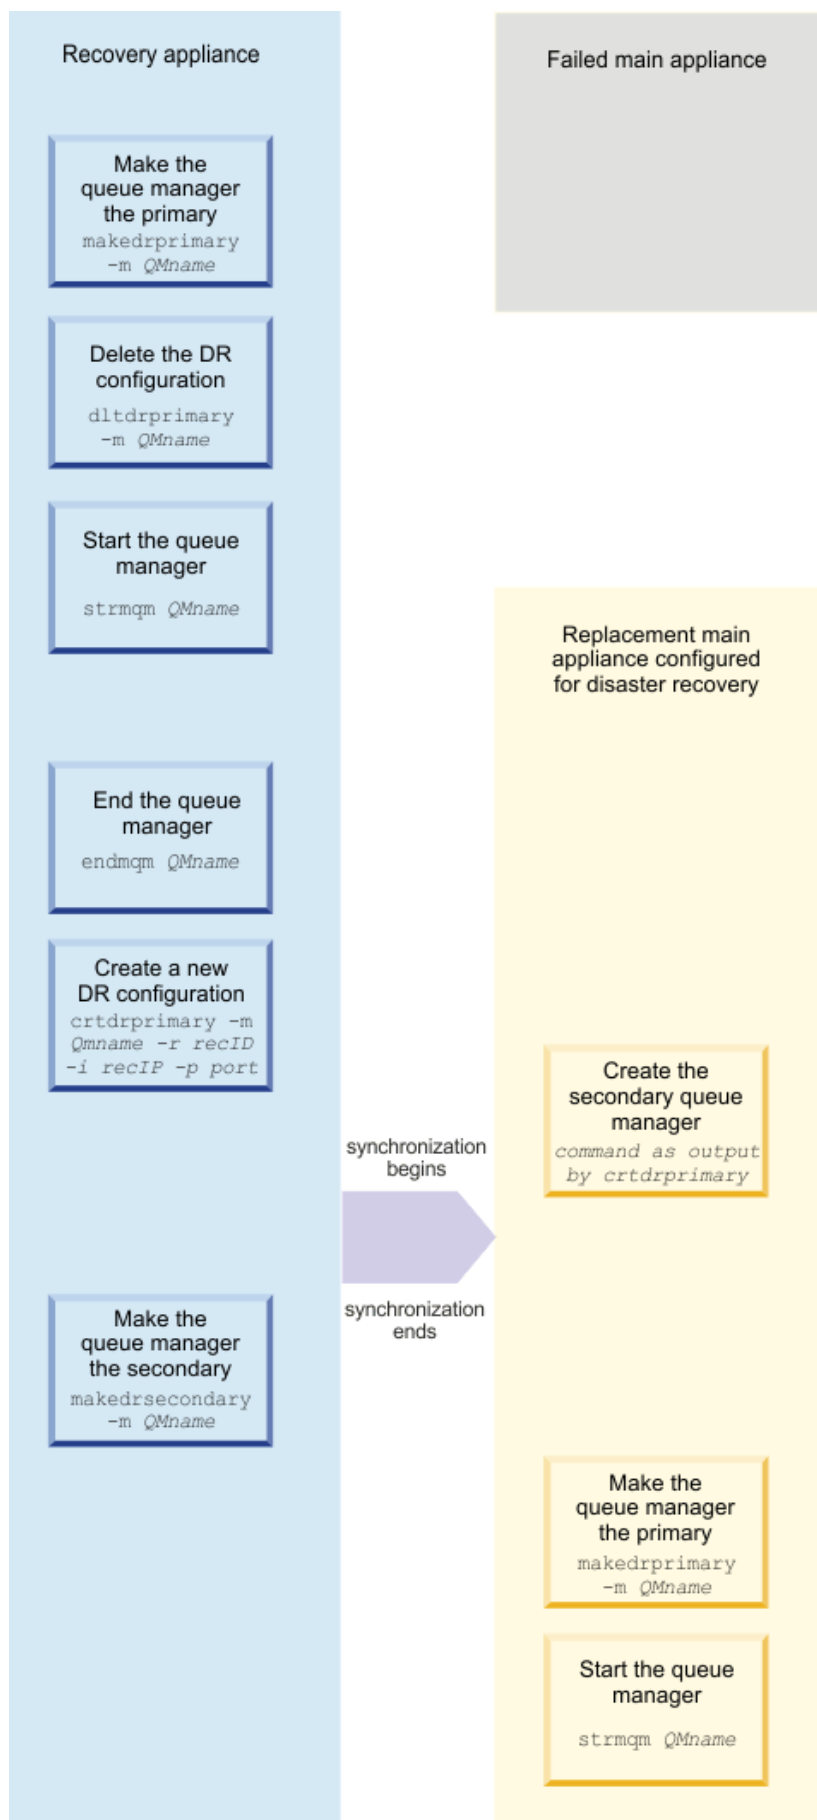 Recovery appliance
Failed main appliance
Make the
queue manager
the primary
makedrprimary
-m QMname
Delete the DR
configuration
dltdrprimary
-m QMname
Start the queue
manager
strmqm QMname
Replacement main
appliance configured
for disaster recovery
End the queue
manager
endmqm QMname
Create a new
DR configuration
crtdrprimary -m
Qmname -r recID
-i recIP -p port
Create the
secondary queue
manager
command as output
by crtdrprimary
synchronization
begins
synchronization
ends
Make the
queue manager
the secondary
makedrsecondary
-m QMname
Make the
queue manager
the primary
makedrprimary
-m QMname
Start the queue
manager
strmqm QMname